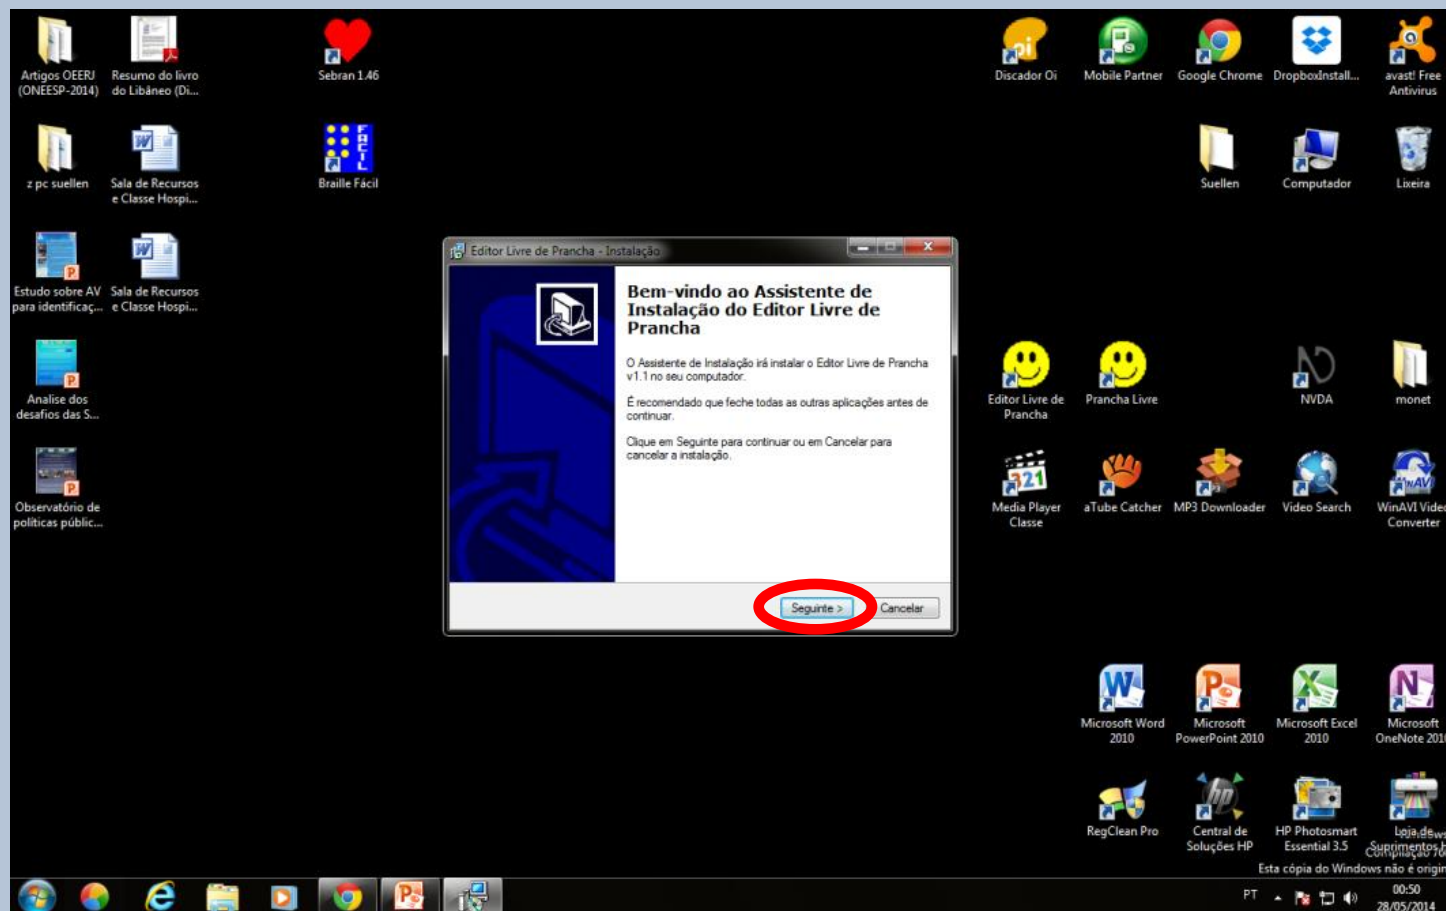 Artigos OEERJ
(ONEESP-2014)
Resumo do livro
do Libâneo (Di...
Sebran 1.46
Discador Oi
Mobile Partner
Google Chrome
DropboxInstall...
avast! Free
Antivirus
z pc suellen
Sala de Recursos
e Classe Hospi...
FACIL
Braille Fácil
Suellen
Computador
Lixeira
Estudo sobre AV
para identificaç...
Sala de Recursos
e Classe Hospi...
Editor Livre de Prancha - Instalação
Bem-vindo ao Assistente de
Instalação do Editor Livre de
Prancha
O Assistente de Instalação irá instalar o Editor Livre de Prancha
v1.1 no seu computador.
É recomendado que feche todas as outras aplicações antes de
continuar.
Clique em Seguinte para continuar ou em Cancelar para
cancelar a instalação.
Seguinte >
Cancelar
Analise dos
desafios das S...
Editor Livre de
Prancha
Prancha Livre
NVDA
monet
Observatório de
políticas públic...
321
Media Player
Classe
aTube Catcher
MP3 Downloader
Video Search
WinAVI Video
Converter
Microsoft Word
2010
Microsoft
PowerPoint 2010
Microsoft Excel
2010
Microsoft
OneNote 2010
RegClean Pro
Central de
Soluções HP
HP Photosmart
Essential 3.5
Loja de
Suprimentos
Esta cópia do Windows não é origin
PT
00:50
28/05/2014